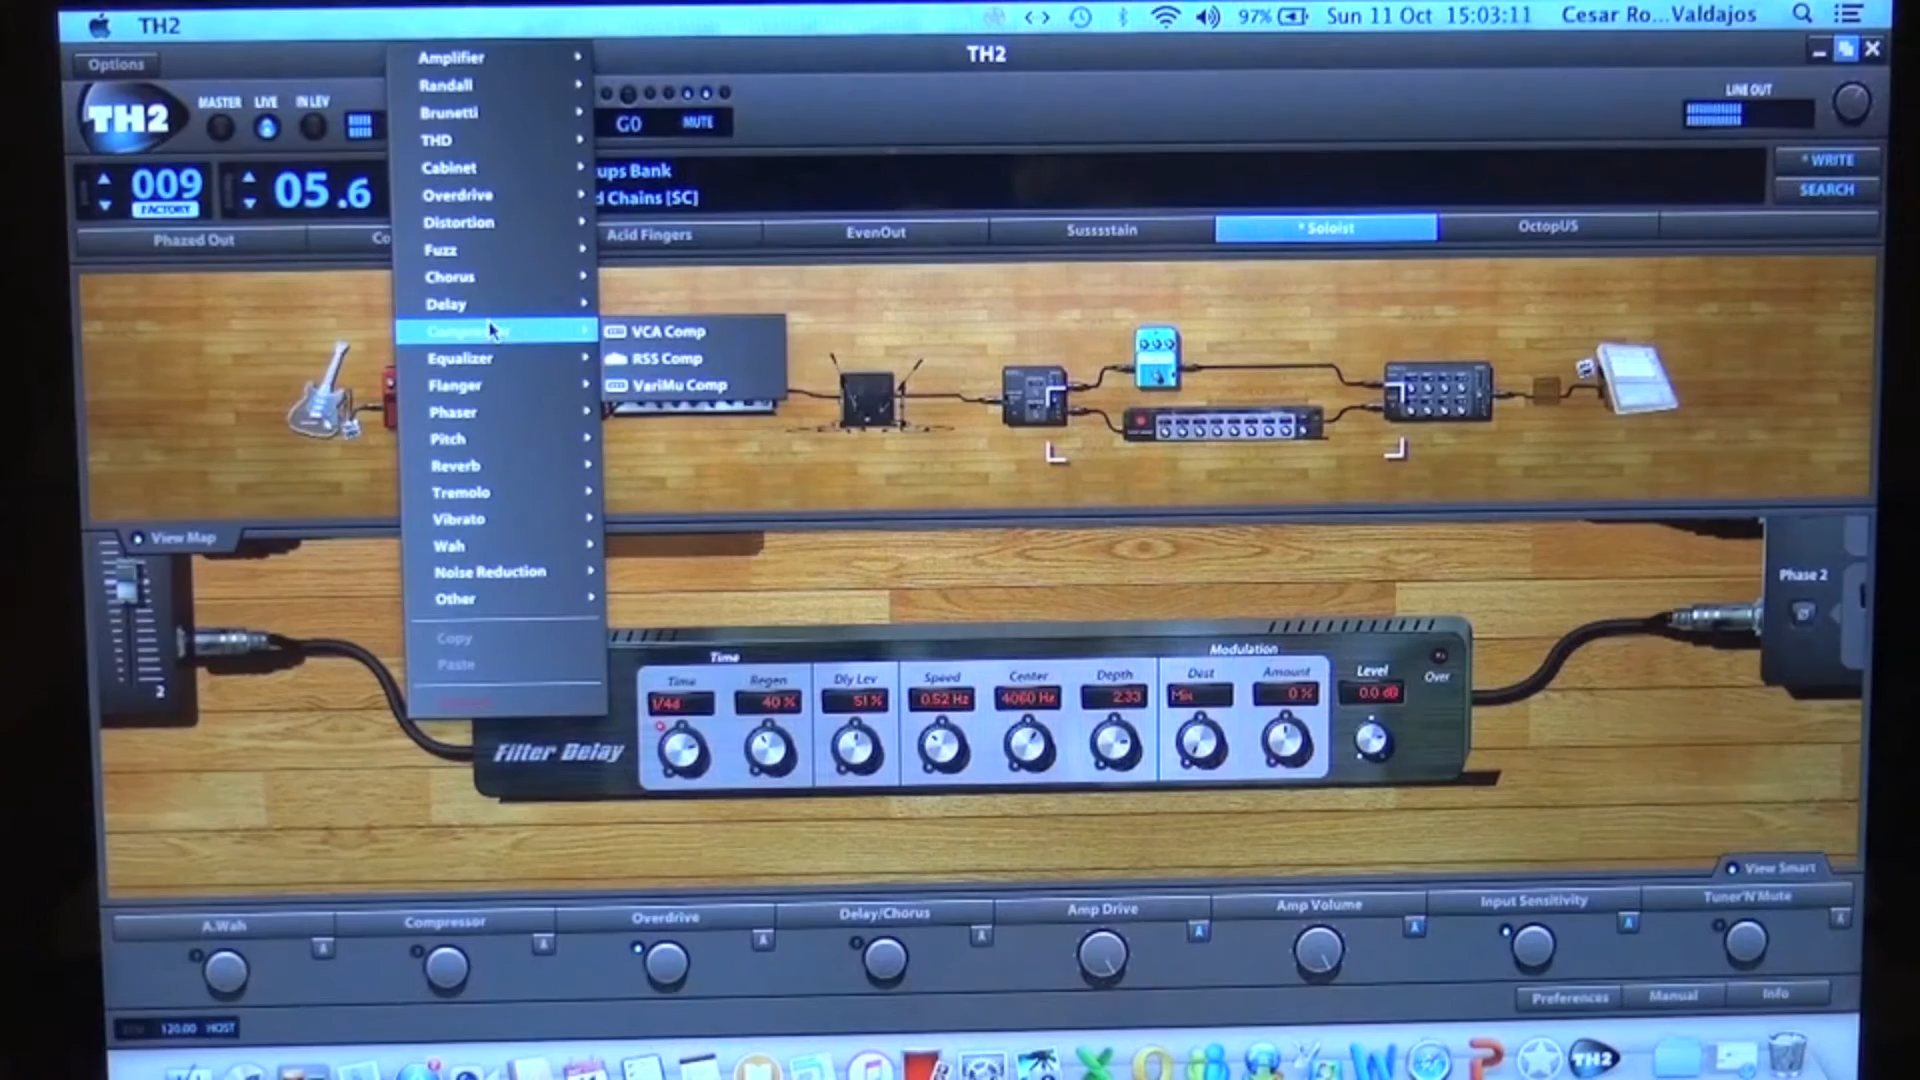 TH2
97%
Sun 11 Oct 15:03:11
Cesar Ro...Valdajos
Options
TH2
TH2
MASTER
LIVE
IN LEV
G0
MUTE
LINE OUT
009
FACTORY
05.6
ups Bank
d Chains [SC]
* WRITE
SEARCH
Phazed Out
Co
Acid Fingers
EvenOut
Susssstain
* Soloist
OctopUS
Amplifier
Randall
Brunetti
THD
Cabinet
Overdrive
Distortion
Fuzz
Chorus
Delay
Compressor
Equalizer
Flanger
Phaser
Pitch
Reverb
Tremolo
Vibrato
Wah
Noise Reduction
Other
Copy
Paste
VCA Comp
RSS Comp
VariMu Comp
View Map
2
Phase 2
Filter Delay
Time
Modulation
Time
Regen
Dly Lev
Speed
Center
Depth
Dest
Amount
Level
Over
1/4d
40 %
51 %
0.52 Hz
4060 Hz
2.33
Mix
0 %
0.0 dB
View Smart
A.Wah
Compressor
Overdrive
Delay/Chorus
Amp Drive
Amp Volume
Input Sensitivity
Tuner'N'Mute
A
A
A
A
A
A
A
A
Preferences
Manual
Info
120.00 HOST
TH2